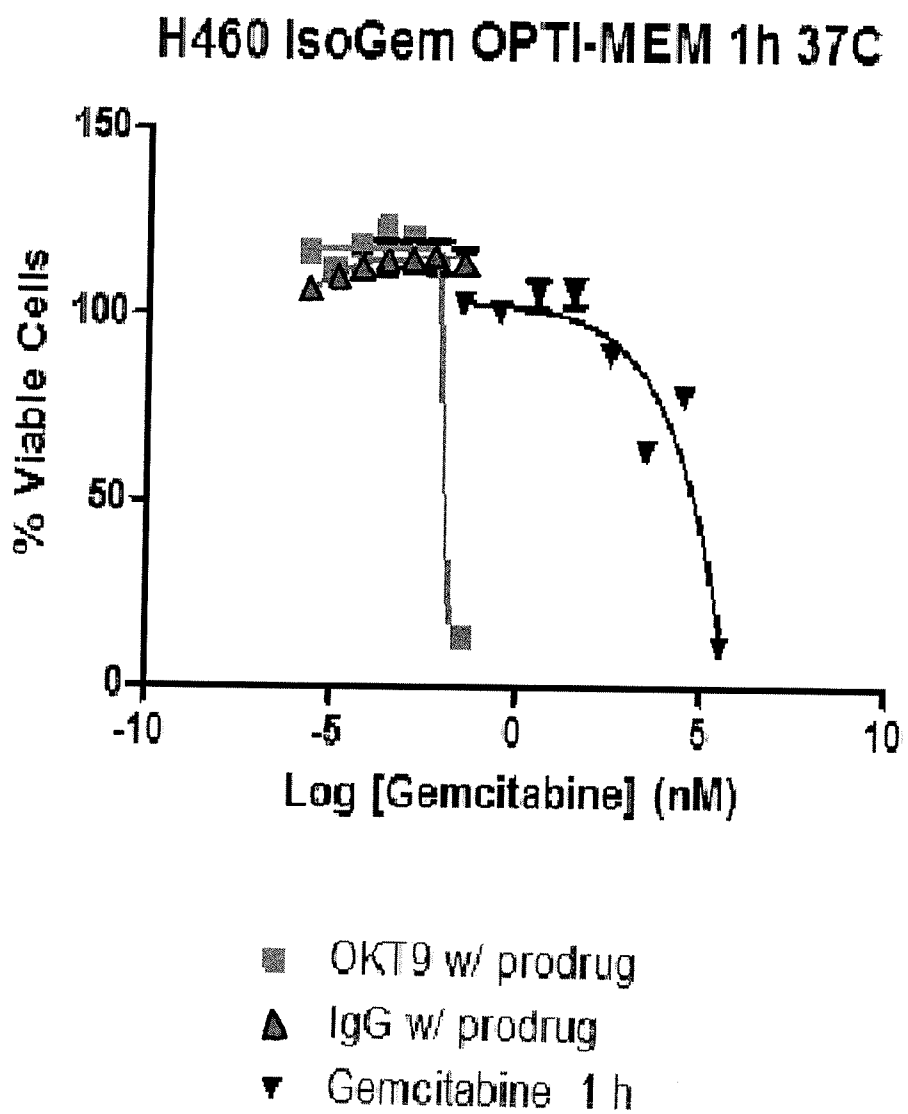 H460 IsoGem OPTI-MEM 1h 37C
150
100
50
0
% Viable Cells
-10
-5
0
5
10
Log [Gemcitabine] (nM)
OKT9 w/ prodrug
IgG w/ prodrug
Gemcitabine 1 h